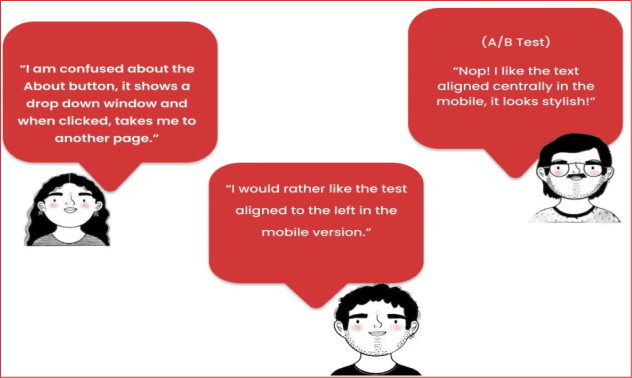 “I am confused about the
About button, it shows a
drop down window and
when clicked, takes me to
another page.”
“I would rather like the test
aligned to the left in the
mobile version.”
(A/B Test)
“Nop! I like the text
aligned centrally in the
mobile, it looks stylish!”